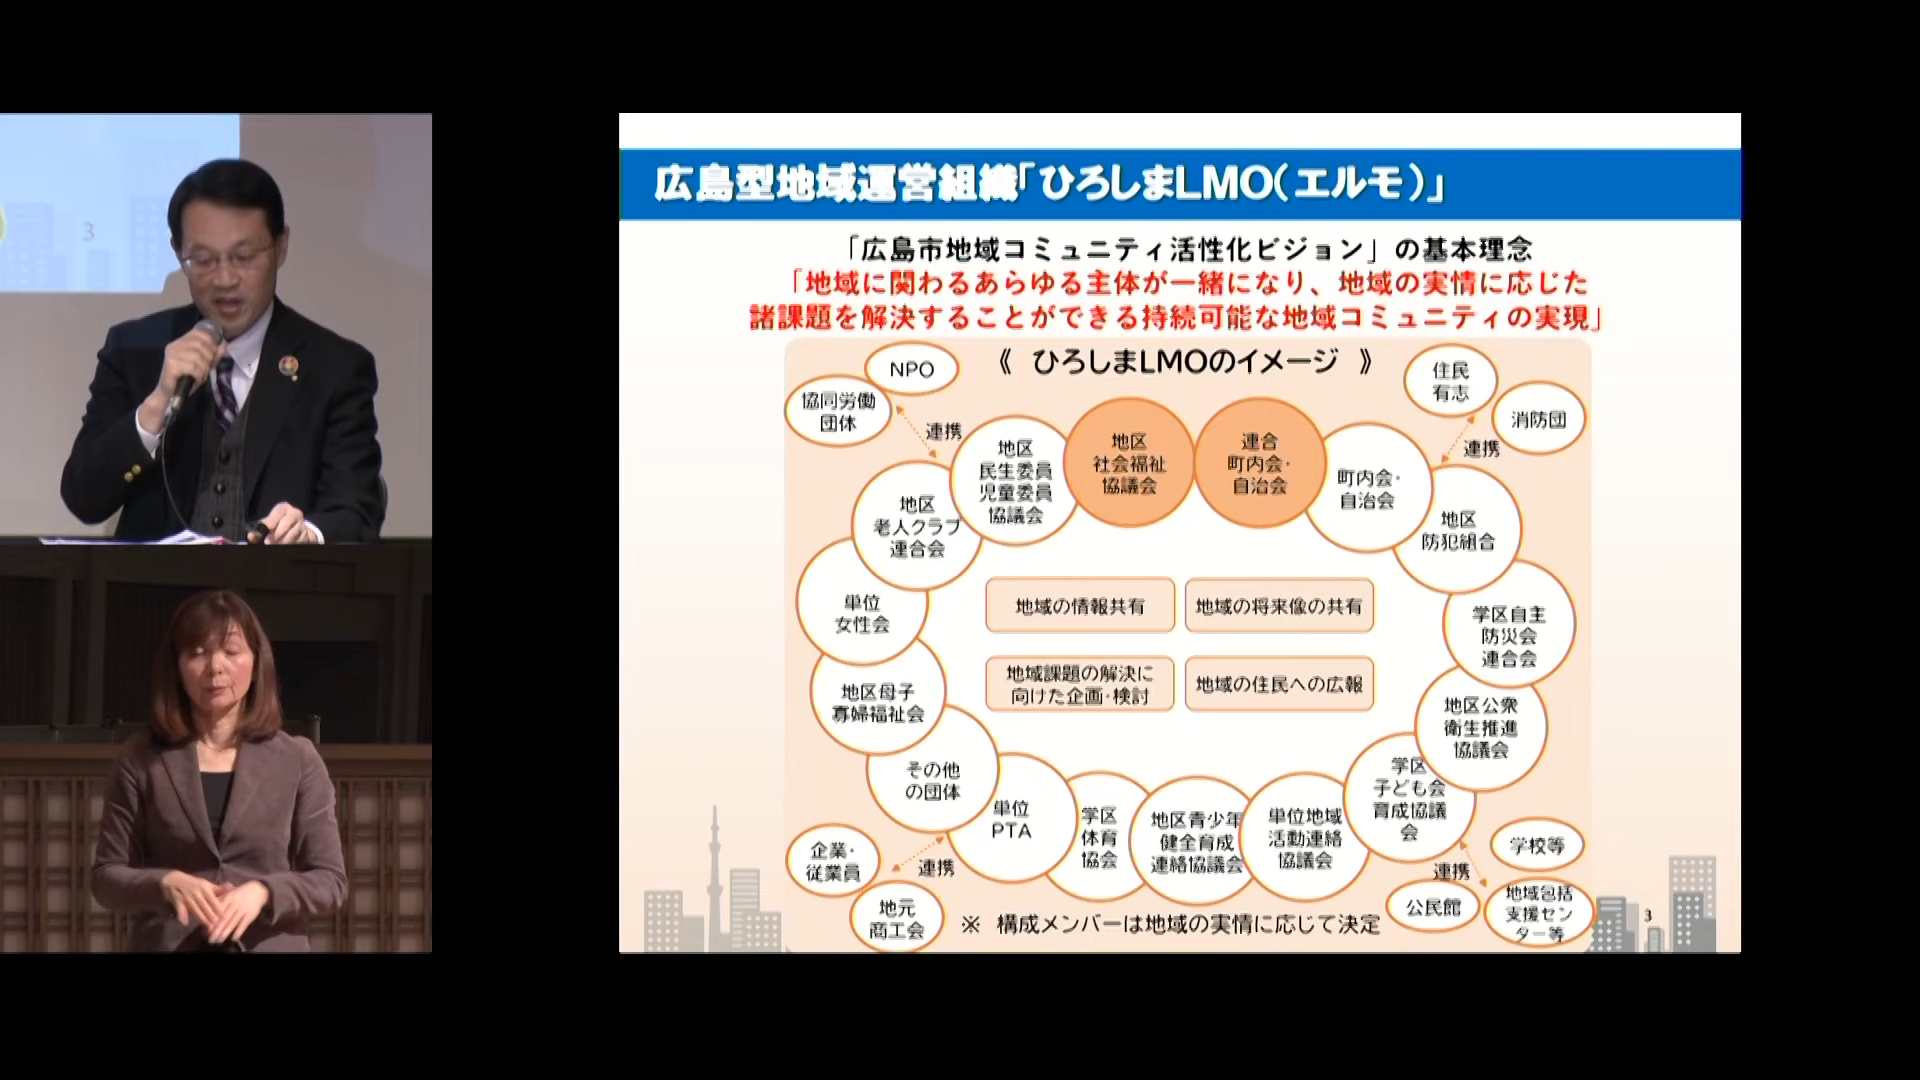 広島型地域運営組織「ひろしまLMO(エルモ)」
「広島市地域コミュニティ活性化ビジョン」の基本理念
「地域に関わるあらゆる主体が一緒になり、地域の実情に応じた
諸課題を解決することができる持続可能な地域コミュニティの実現」
《 ひろしまLMOのイメージ 》
NPO
協同労働
団体
連携
住民
有志
消防団
連携
地区
民生委員
児童委員
協議会
地区
社会福祉
協議会
連合
町内会・
自治会
町内会・
自治会
地区
老人クラブ
連合会
地区
防犯組合
単位
女性会
学区自主
防災会
連合会
地域の情報共有
地域の将来像の共有
地域課題の解決に
向けた企画・検討
地域の住民への広報
地区母子
寡婦福祉会
地区公衆
衛生推進
協議会
その他
の団体
単位
PTA
学区
体育
協会
地区青少年
健全育成
連絡協議会
単位地域
活動連絡
協議会
学区
子ども会
育成協議
会
企業・
従業員
連携
地元
商工会
学校等
連携
公民館
地域包括
支援セン
ター等
※ 構成メンバーは地域の実情に応じて決定
3
3